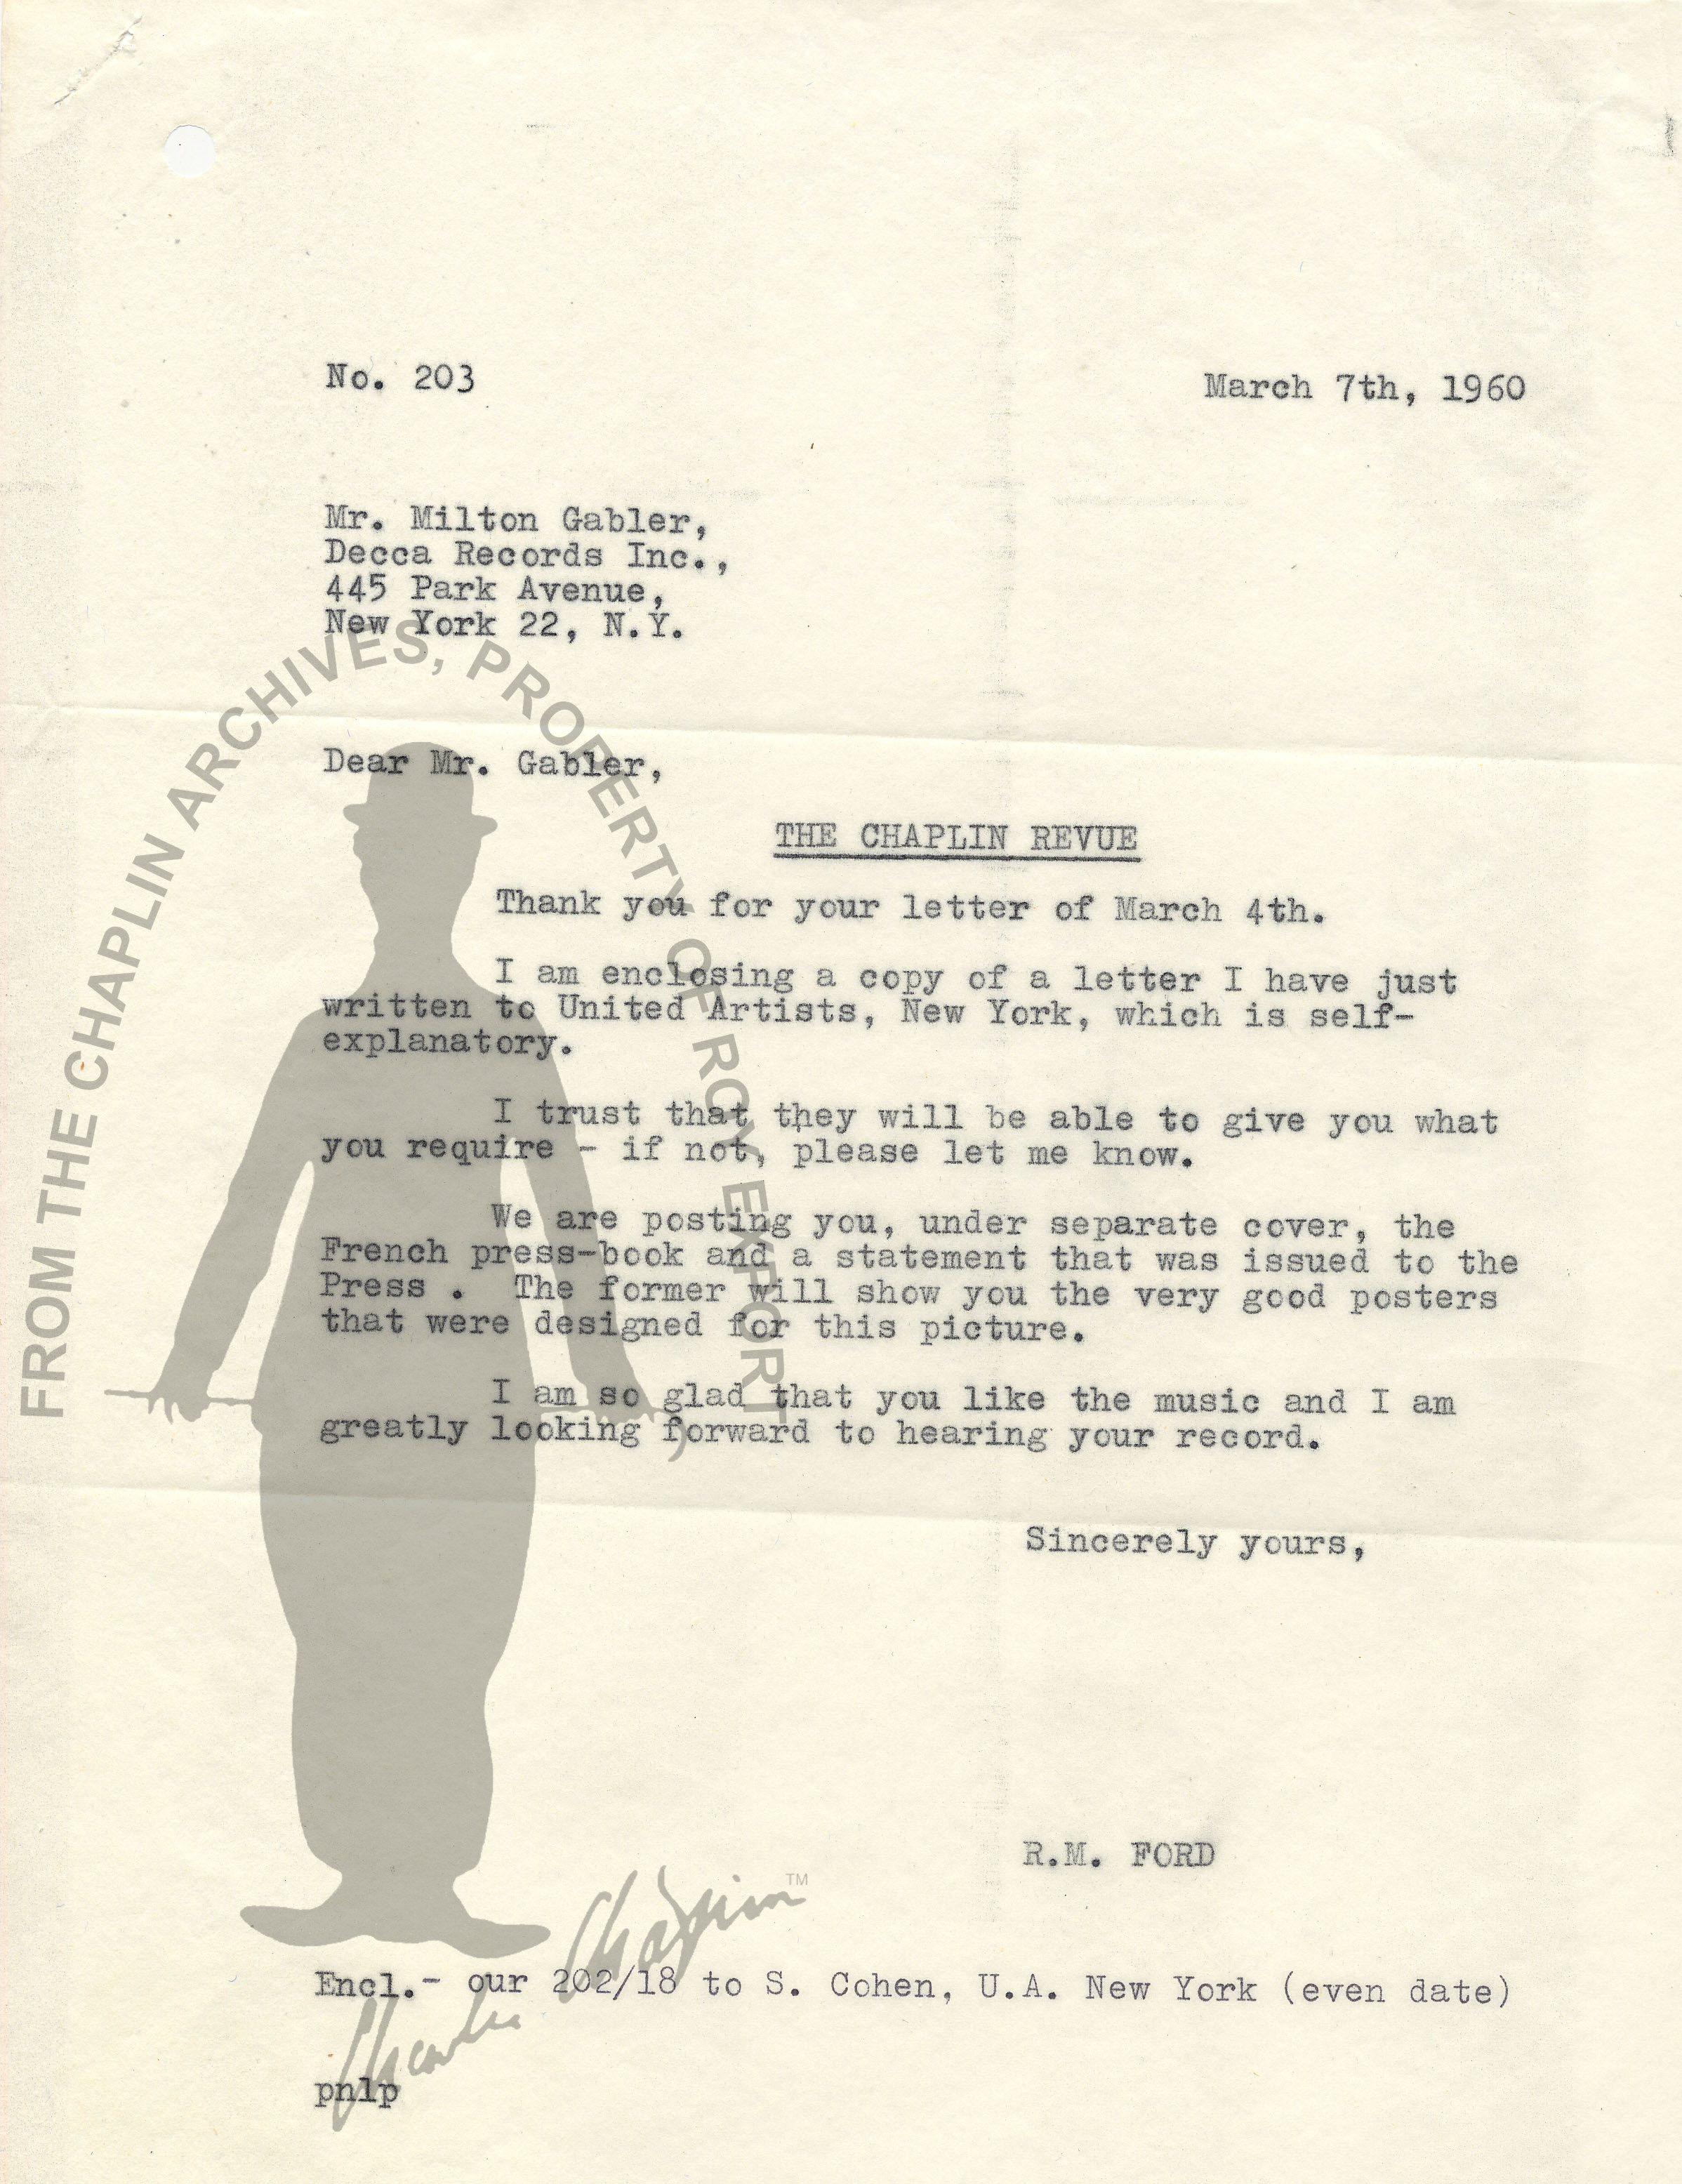 No. 203
March 7th, 1960
Mr. Milton Gabler,
Decca Records Inc.,
445 Park Avenue,
New York 22, N.Y.
Dear Mr. Gabler,
THE CHAPLIN REVUE
Thank you for your letter of March 4th.
I am enclosing a copy of a letter I have just
written to United Artists, New York, which is self-
explanatory.
I trust that they will be able to give you what
you require - if not, please let me know.
We are posting you, under separate cover, the
French press-book and a statement that was issued to the
Press . The former will show you the very good posters
that were designed for this picture.
I am so glad that you like the music and I am
greatly looking forward to hearing your record.
Sincerely yours,
R.M. FORD
Encl.- our 202/18 to S. Cohen, U.A. New York (even date)
pnlp
FROM THE CHAPLIN ARCHIVES, PROPERTY OF ROY EXPORT,
Charlie Chaplin TM